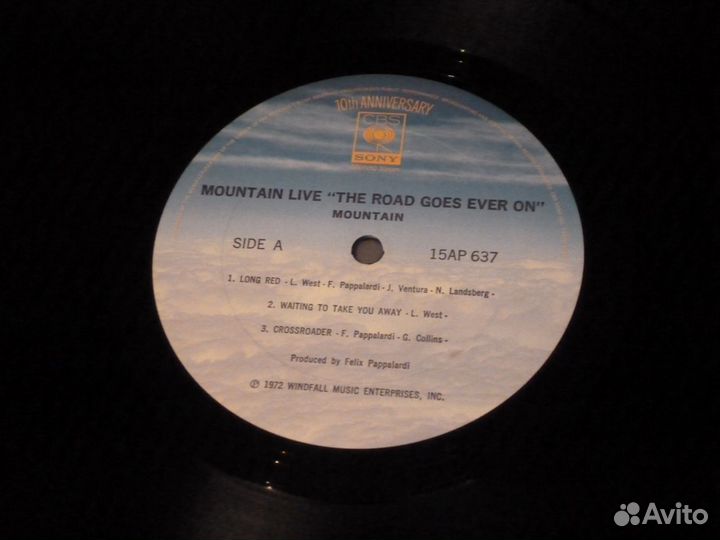 10th ANNIVERSARY
CBS
SONY
MOUNTAIN LIVE "THE ROAD GOES EVER ON"
MOUNTAIN
SIDE A
15AP 637
1. LONG RED - L. West - F. Pappalardi - J. Ventura - N. Landsberg -
2. WAITING TO TAKE YOU AWAY - L. West -
3. CROSSROADER - F. Pappalardi - G. Collins -
Produced by Felix Pappalardi
℗ 1972 WINDFALL MUSIC ENTERPRISES, INC.
Avito